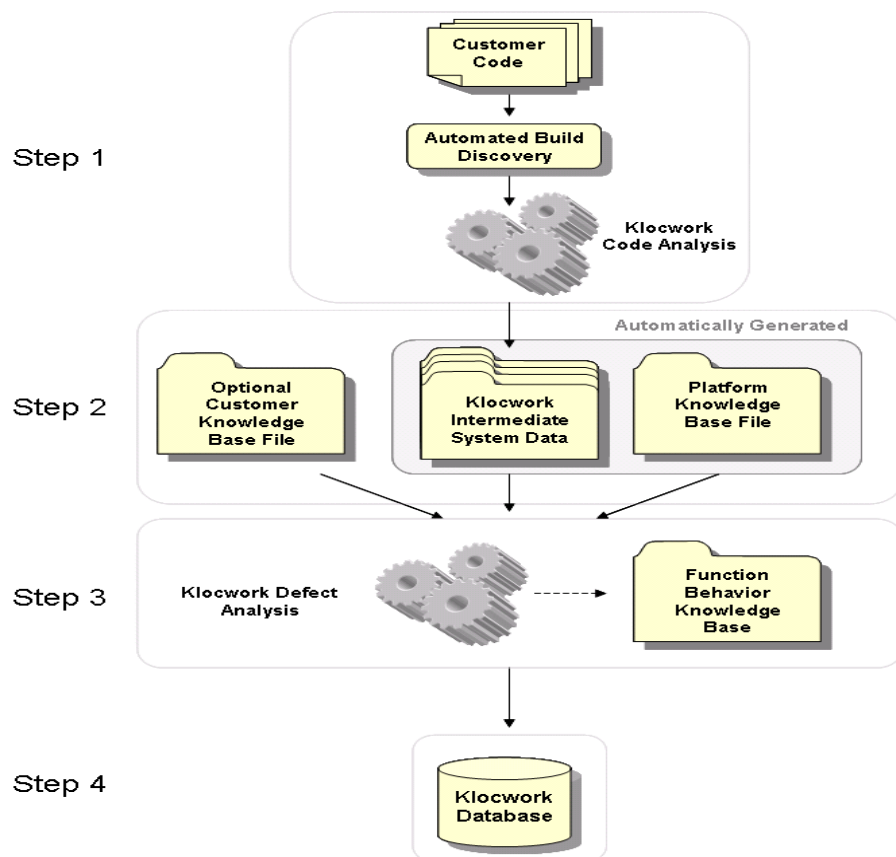 Customer
Code
Step 1
Automated Build
Discovery
Klocwork
Code Analysis
Automatically Generated
Step 2
Optional
Customer
Knowledge
Base File
Klocwork
Intermediate
System Data
Platform
Knowledge
Base File
Step 3
Klocwork Defect
Analysis
Function
Behavior
Knowledge
Base
Step 4
Klocwork
Database